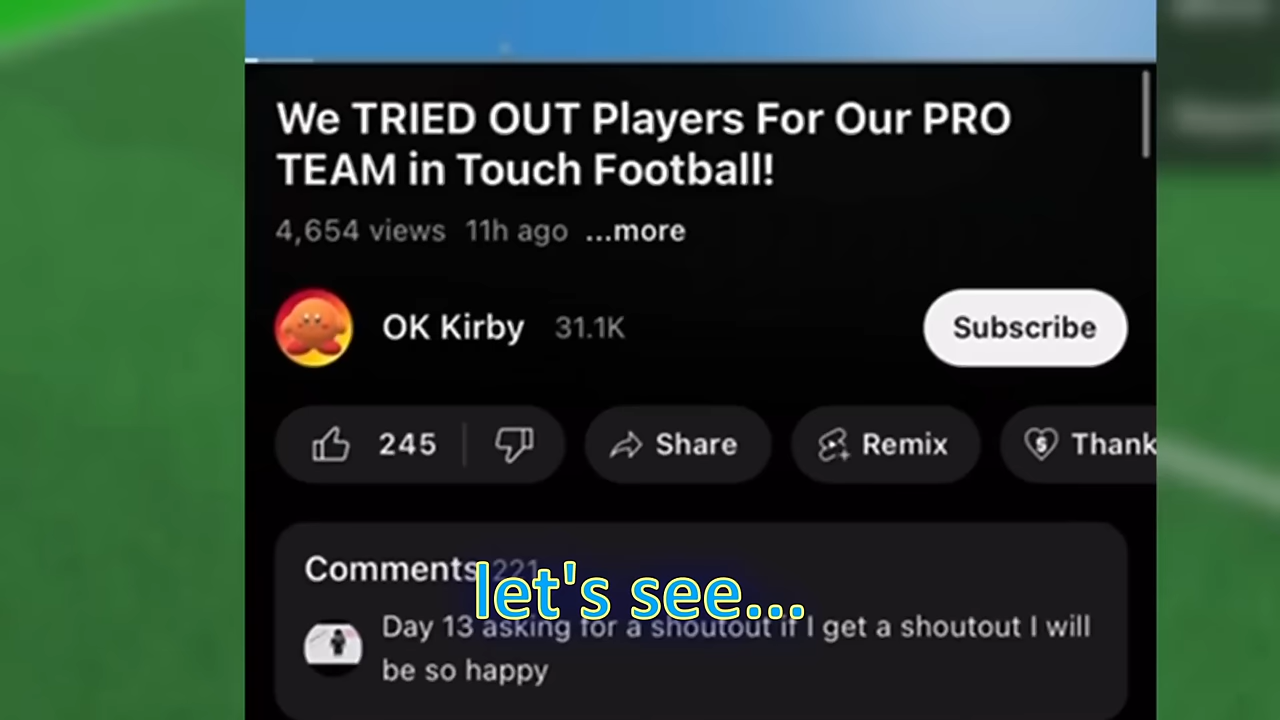 We TRIED OUT Players For Our PRO
TEAM in Touch Football!
4,654 views 11h ago ...more
OK Kirby 31.1K
Subscribe
245 Share Remix Thank
Comments 221
let's see...
Day 13 asking for a shoutout if I get a shoutout I will
be so happy